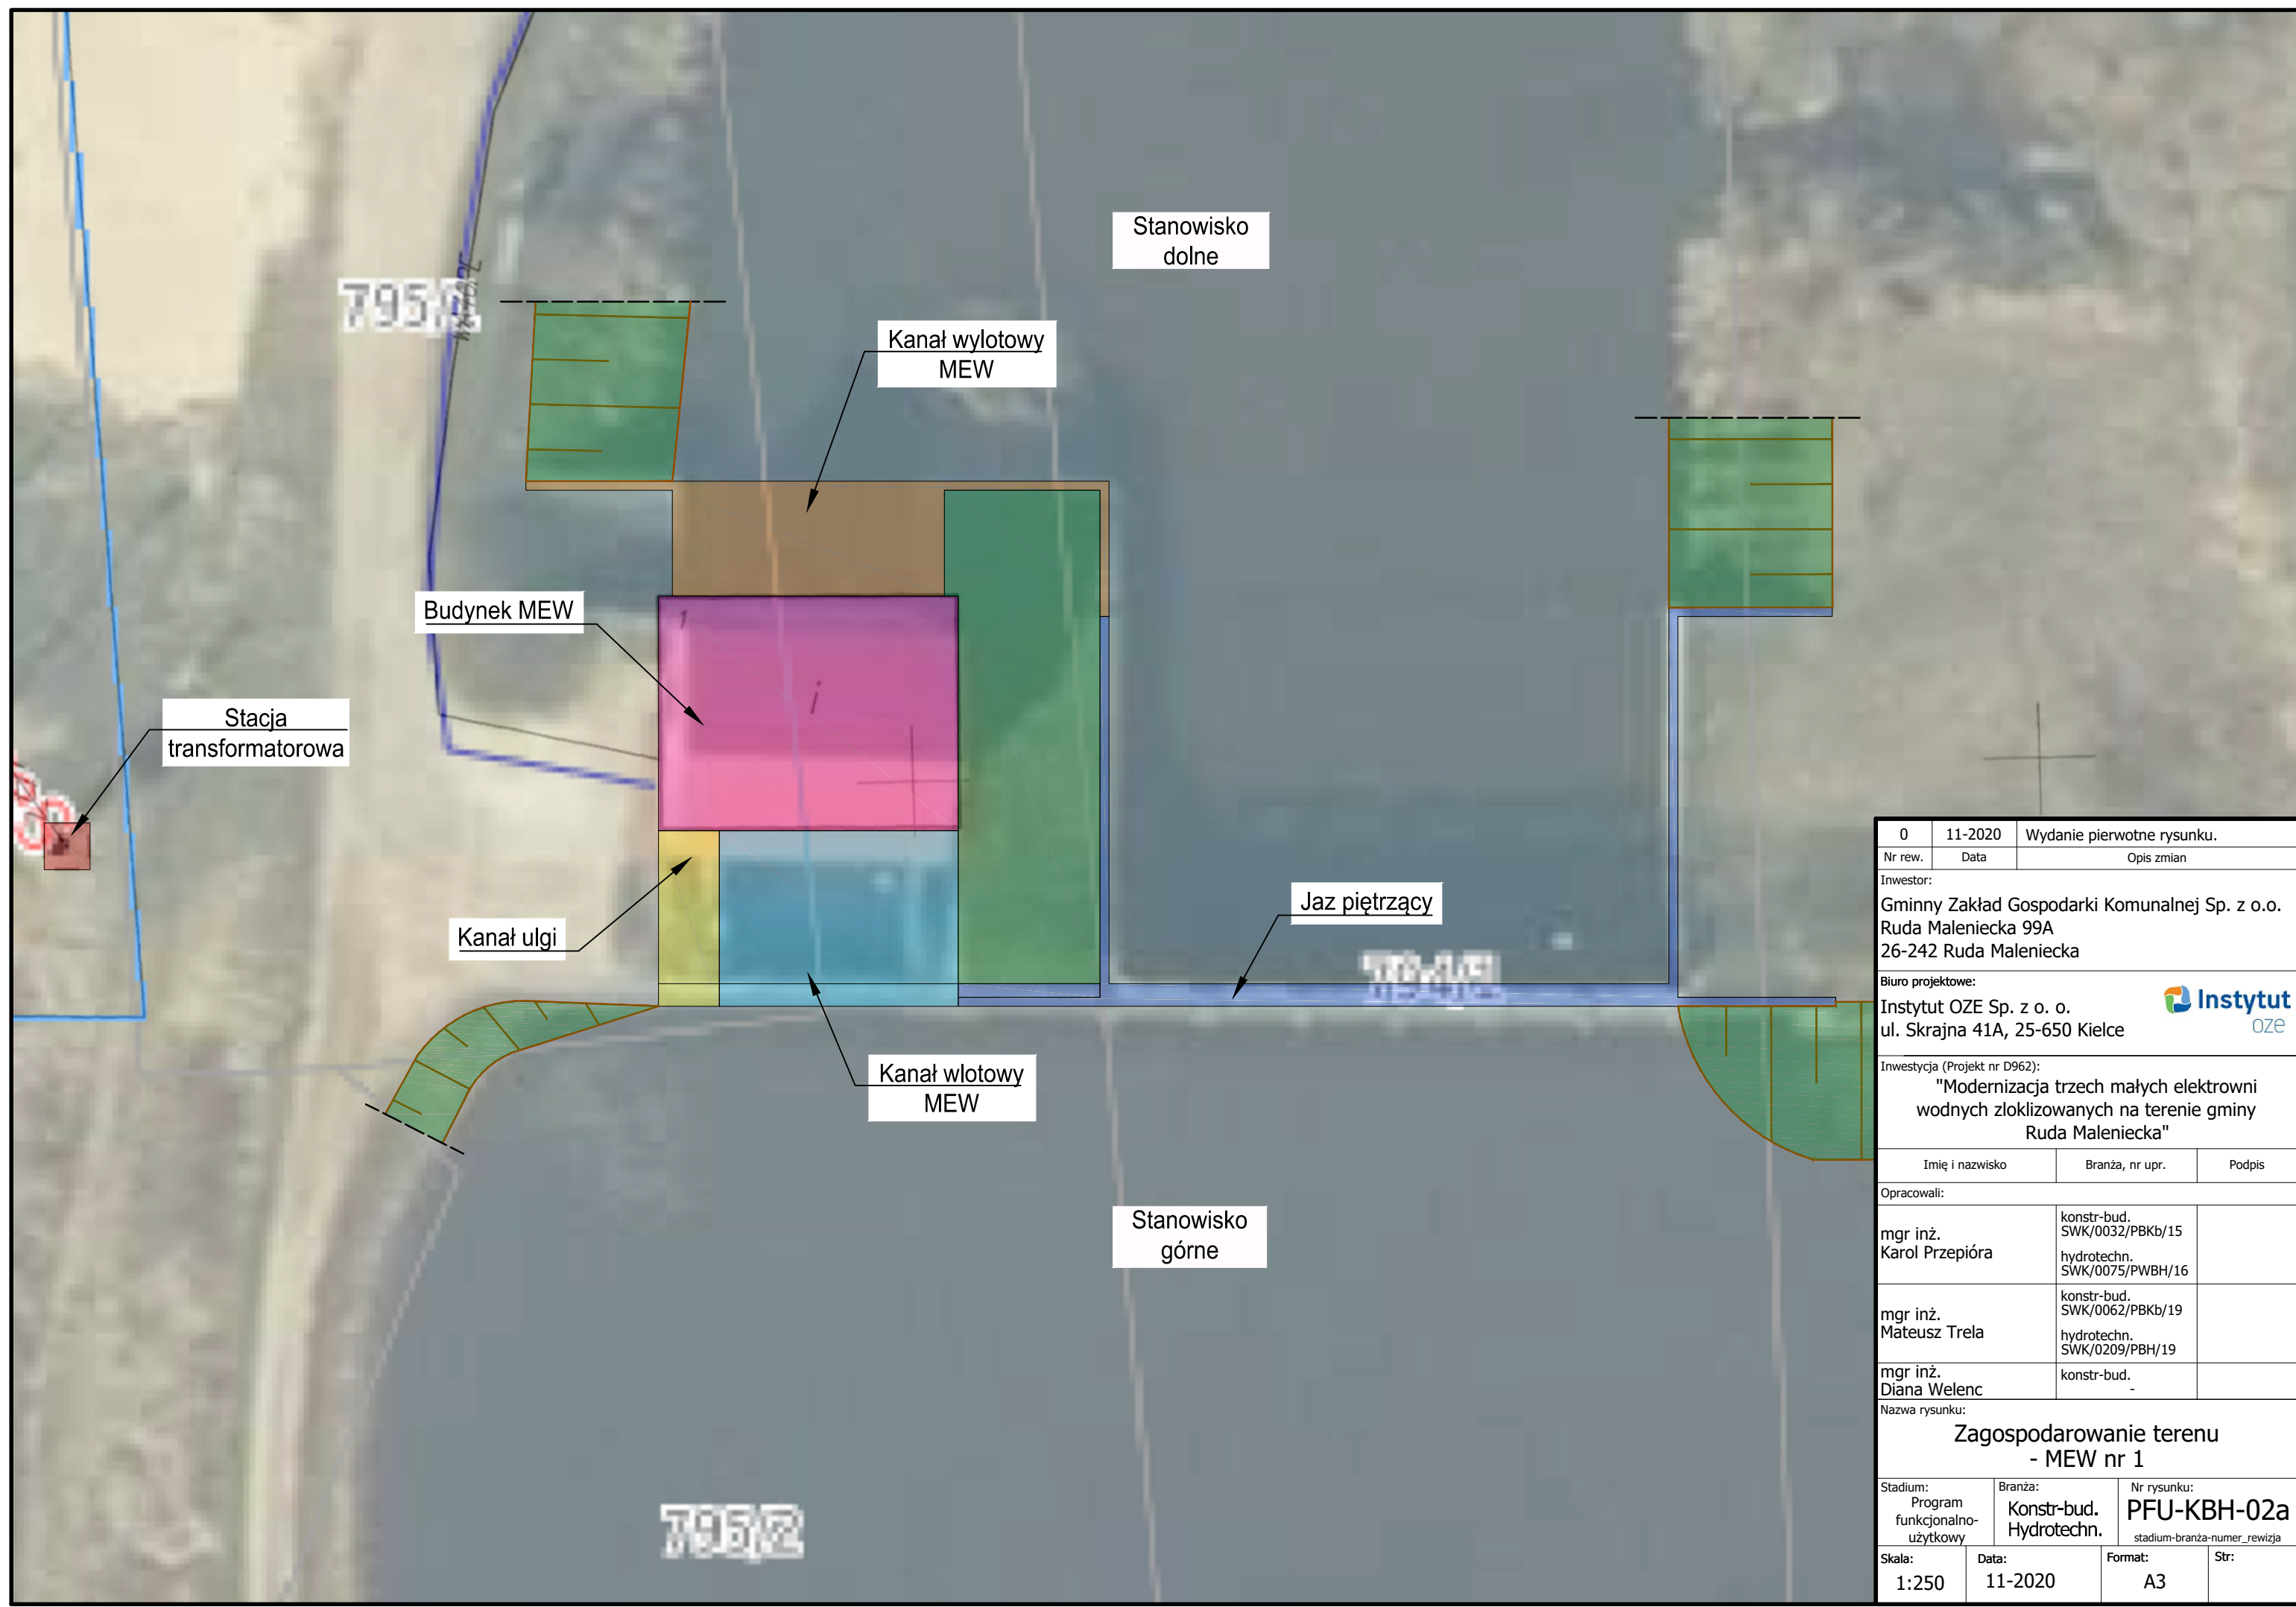 Stanowisko
dolne
795/2
Kanał wylotowy
MEW
Budynek MEW
1
i
Stacja
transformatorowa
Kanał ulgi
Jaz piętrzący
Kanał wlotowy
MEW
Stanowisko
górne
795/2
0 11-2020 Wydanie pierwotne rysunku.
Nr rew. Data Opis zmian
Inwestor:
Gminny Zakład Gospodarki Komunalnej Sp. z o.o.
Ruda Maleniecka 99A
26-242 Ruda Maleniecka
Biuro projektowe:
Instytut OZE Sp. z o. o.
ul. Skrajna 41A, 25-650 Kielce
Instytut
oze
Inwestycja (Projekt nr D962):
"Modernizacja trzech małych elektrowni
wodnych zloklizowanych na terenie gminy
Ruda Maleniecka"
Imię i nazwisko Branża, nr upr. Podpis
Opracowali:
mgr inż.
Karol Przepióra
konstr-bud.
SWK/0032/PBKb/15
hydrotechn.
SWK/0075/PWBH/16
mgr inż.
Mateusz Trela
konstr-bud.
SWK/0062/PBKb/19
hydrotechn.
SWK/0209/PBH/19
mgr inż.
Diana Welenc
konstr-bud.
-
Nazwa rysunku:
Zagospodarowanie terenu
- MEW nr 1
Stadium:
Program
funkcjonalno-
użytkowy
Branża:
Konstr-bud.
Hydrotechn.
Nr rysunku:
PFU-KBH-02a
stadium-branża-numer_rewizja
Skala: Data: Format: Str:
1:250 11-2020 A3